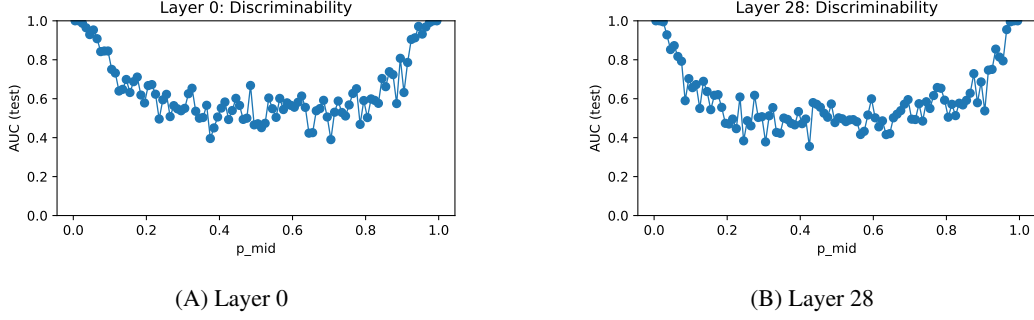 Layer 0: Discriminability
1.0
0.8
0.6
0.4
0.2
0.0
AUC (test)
0.0 0.2 0.4 0.6 0.8 1.0
p_mid
(A) Layer 0
Layer 28: Discriminability
1.0
0.8
0.6
0.4
0.2
0.0
AUC (test)
0.0 0.2 0.4 0.6 0.8 1.0
p_mid
(B) Layer 28